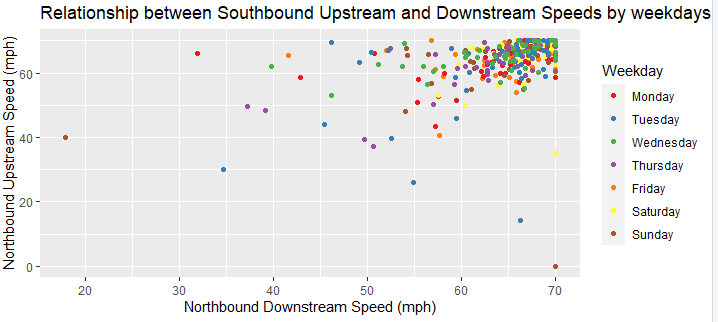 Relationship between Southbound Upstream and Downstream Speeds by weekdays
Northbound Upstream Speed (mph)
60
40
20
0
20
30
40
50
60
70
Northbound Downstream Speed (mph)
Weekday
Monday
Tuesday
Wednesday
Thursday
Friday
Saturday
Sunday